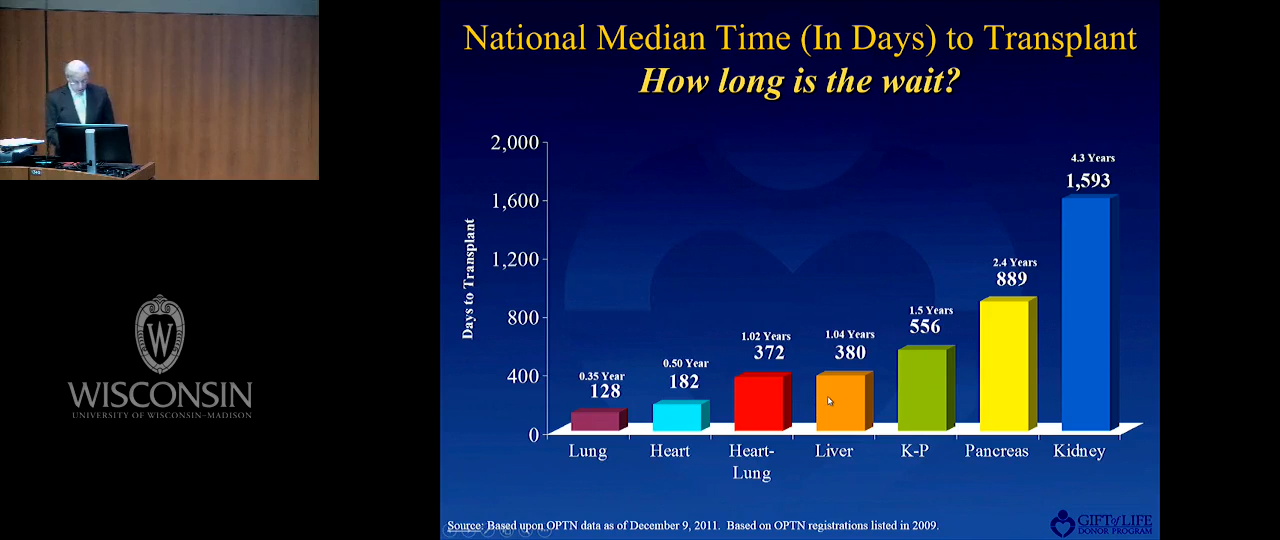 National Median Time (In Days) to Transplant
How long is the wait?
2,000
1,600
1,200
800
400
0
Days to Transplant
0.35 Year
128
0.50 Year
182
1.02 Years
372
1.04 Years
380
1.5 Years
556
2.4 Years
889
4.3 Years
1,593
Lung
Heart
Heart-
Lung
Liver
K-P
Pancreas
Kidney
Source: Based upon OPTN data as of December 9, 2011. Based on OPTN registrations listed in 2009.
GIFT of LIFE
DONOR PROGRAM
W
WISCONSIN
UNIVERSITY OF WISCONSIN–MADISON